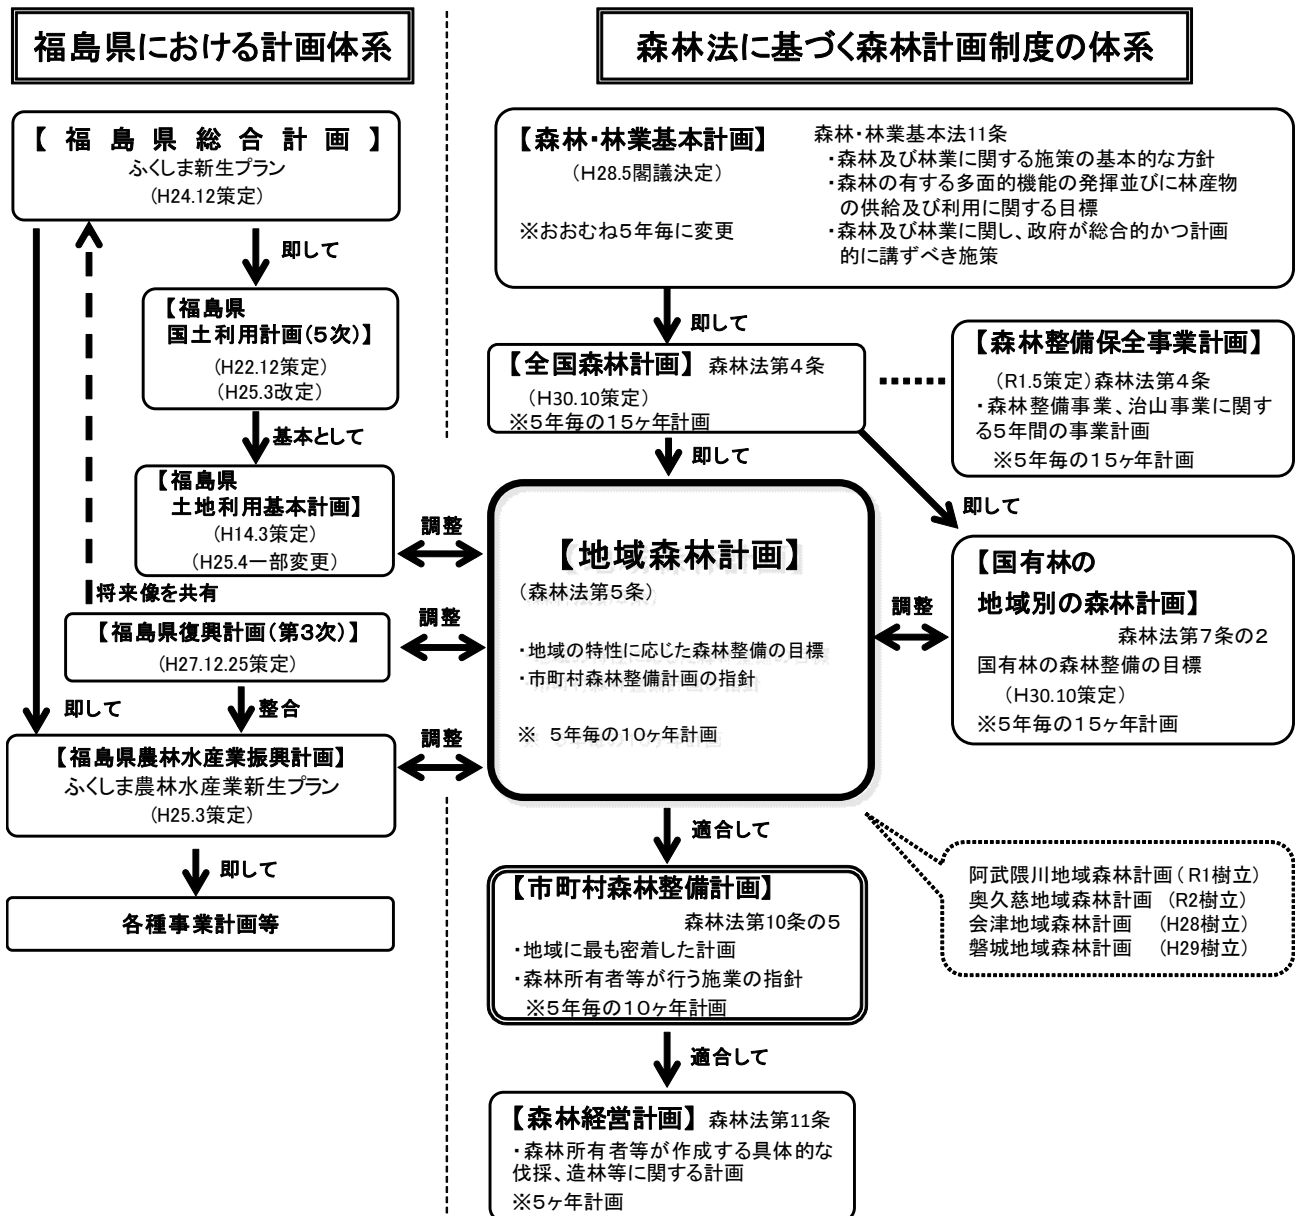 福島県における計画体系
【 福 島 県 総 合 計 画 】
ふくしま新生プラン
(H24.12策定)
即して
【福島県
国土利用計画(5次)】
(H22.12策定)
(H25.3改定)
基本として
【福島県
土地利用基本計画】
(H14.3策定)
(H25.4一部変更)
調整
将来像を共有
【福島県復興計画(第3次)】
(H27.12.25策定)
調整
即して
整合
【福島県農林水産業振興計画】
ふくしま農林水産業新生プラン
(H25.3策定)
調整
即して
各種事業計画等
森林法に基づく森林計画制度の体系
【森林・林業基本計画】
(H28.5閣議決定)
※おおむね5年毎に変更
森林・林業基本法11条
・森林及び林業に関する施策の基本的な方針
・森林の有する多面的機能の発揮並びに林産物
の供給及び利用に関する目標
・森林及び林業に関し、政府が総合的かつ計画
的に講ずべき施策
即して
【全国森林計画】 森林法第4条
(H30.10策定)
※5年毎の15ヶ年計画
【森林整備保全事業計画】
(R1.5策定)森林法第4条
・森林整備事業、治山事業に関す
る5年間の事業計画
※5年毎の15ヶ年計画
即して
即して
【地域森林計画】
(森林法第5条)
・地域の特性に応じた森林整備の目標
・市町村森林整備計画の指針
※ 5年毎の10ヶ年計画
調整
【国有林の
地域別の森林計画】
森林法第7条の2
国有林の森林整備の目標
(H30.10策定)
※5年毎の15ヶ年計画
適合して
阿武隈川地域森林計画(R1樹立)
奥久慈地域森林計画 (R2樹立)
会津地域森林計画 (H28樹立)
磐城地域森林計画 (H29樹立)
【市町村森林整備計画】
森林法第10条の5
・地域に最も密着した計画
・森林所有者等が行う施業の指針
※5年毎の10ヶ年計画
適合して
【森林経営計画】 森林法第11条
・森林所有者等が作成する具体的な
伐採、造林等に関する計画
※5ヶ年計画